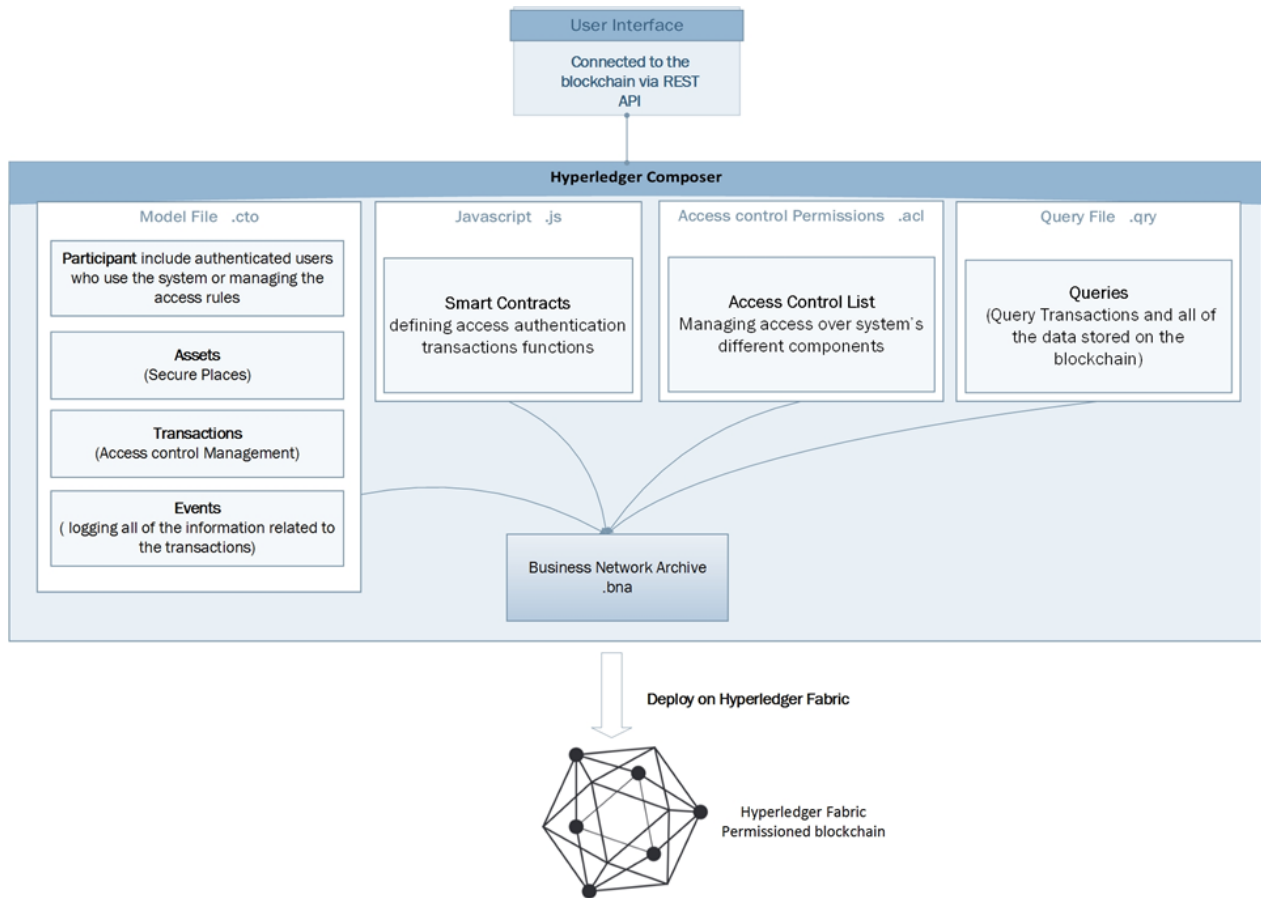 User Interface
Connected to the
blockchain via REST
API
Hyperledger Composer
Model File .cto
Participant include authenticated users
who use the system or managing the
access rules
Assets
(Secure Places)
Transactions
(Access control Management)
Events
( logging all of the information related to
the transactions)
Javascript .js
Smart Contracts
defining access authentication
transactions functions
Access control Permissions .acl
Access Control List
Managing access over system`s
different components
Query File .qry
Queries
(Query Transactions and all of
the data stored on the
blockchain)
Business Network Archive
.bna
Deploy on Hyperledger Fabric
Hyperledger Fabric
Permissioned blockchain